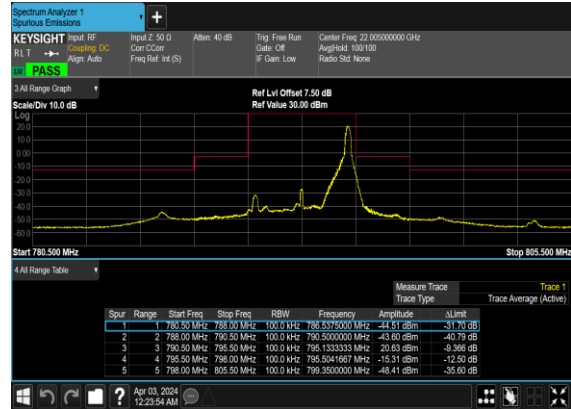 Spectrum Analyzer 1
Spurious Emissions
KEYSIGHT Input: RF Input Z: 50 Ω Atten: 40 dB Trig: Free Run Center Freq: 22.005000000 GHz
RLT Coupling: DC Corr CCorr Gate: Off Avg|Hold: 100/100
Align: Auto Freq Ref: Int (S) IF Gain: Low Radio Std: None
PASS
3 All Range Graph
Ref Lvl Offset 7.50 dB
Scale/Div 10.0 dB Ref Value 30.00 dBm
Log
20.0
10.0
0.00
-10.0
-20.0
-30.0
-40.0
-50.0
-60.0
Start 780.500 MHz Stop 805.500 MHz
4 All Range Table
Measure Trace Trace 1
Trace Type Trace Average (Active)
Spur Range Start Freq Stop Freq RBW Frequency Amplitude ΔLimit
1 1 780.50 MHz 788.00 MHz 100.0 kHz 786.5375000 MHz -44.51 dBm -31.70 dB
2 2 788.00 MHz 790.50 MHz 100.0 kHz 790.5000000 MHz -43.60 dBm -40.79 dB
3 3 790.50 MHz 795.50 MHz 100.0 kHz 795.1333333 MHz 20.63 dBm -9.366 dB
4 4 795.50 MHz 798.00 MHz 100.0 kHz 795.5041667 MHz -15.31 dBm -12.50 dB
5 5 798.00 MHz 805.50 MHz 100.0 kHz 799.3500000 MHz -48.41 dBm -35.60 dB
? Apr 03, 2024
12:23:54 AM